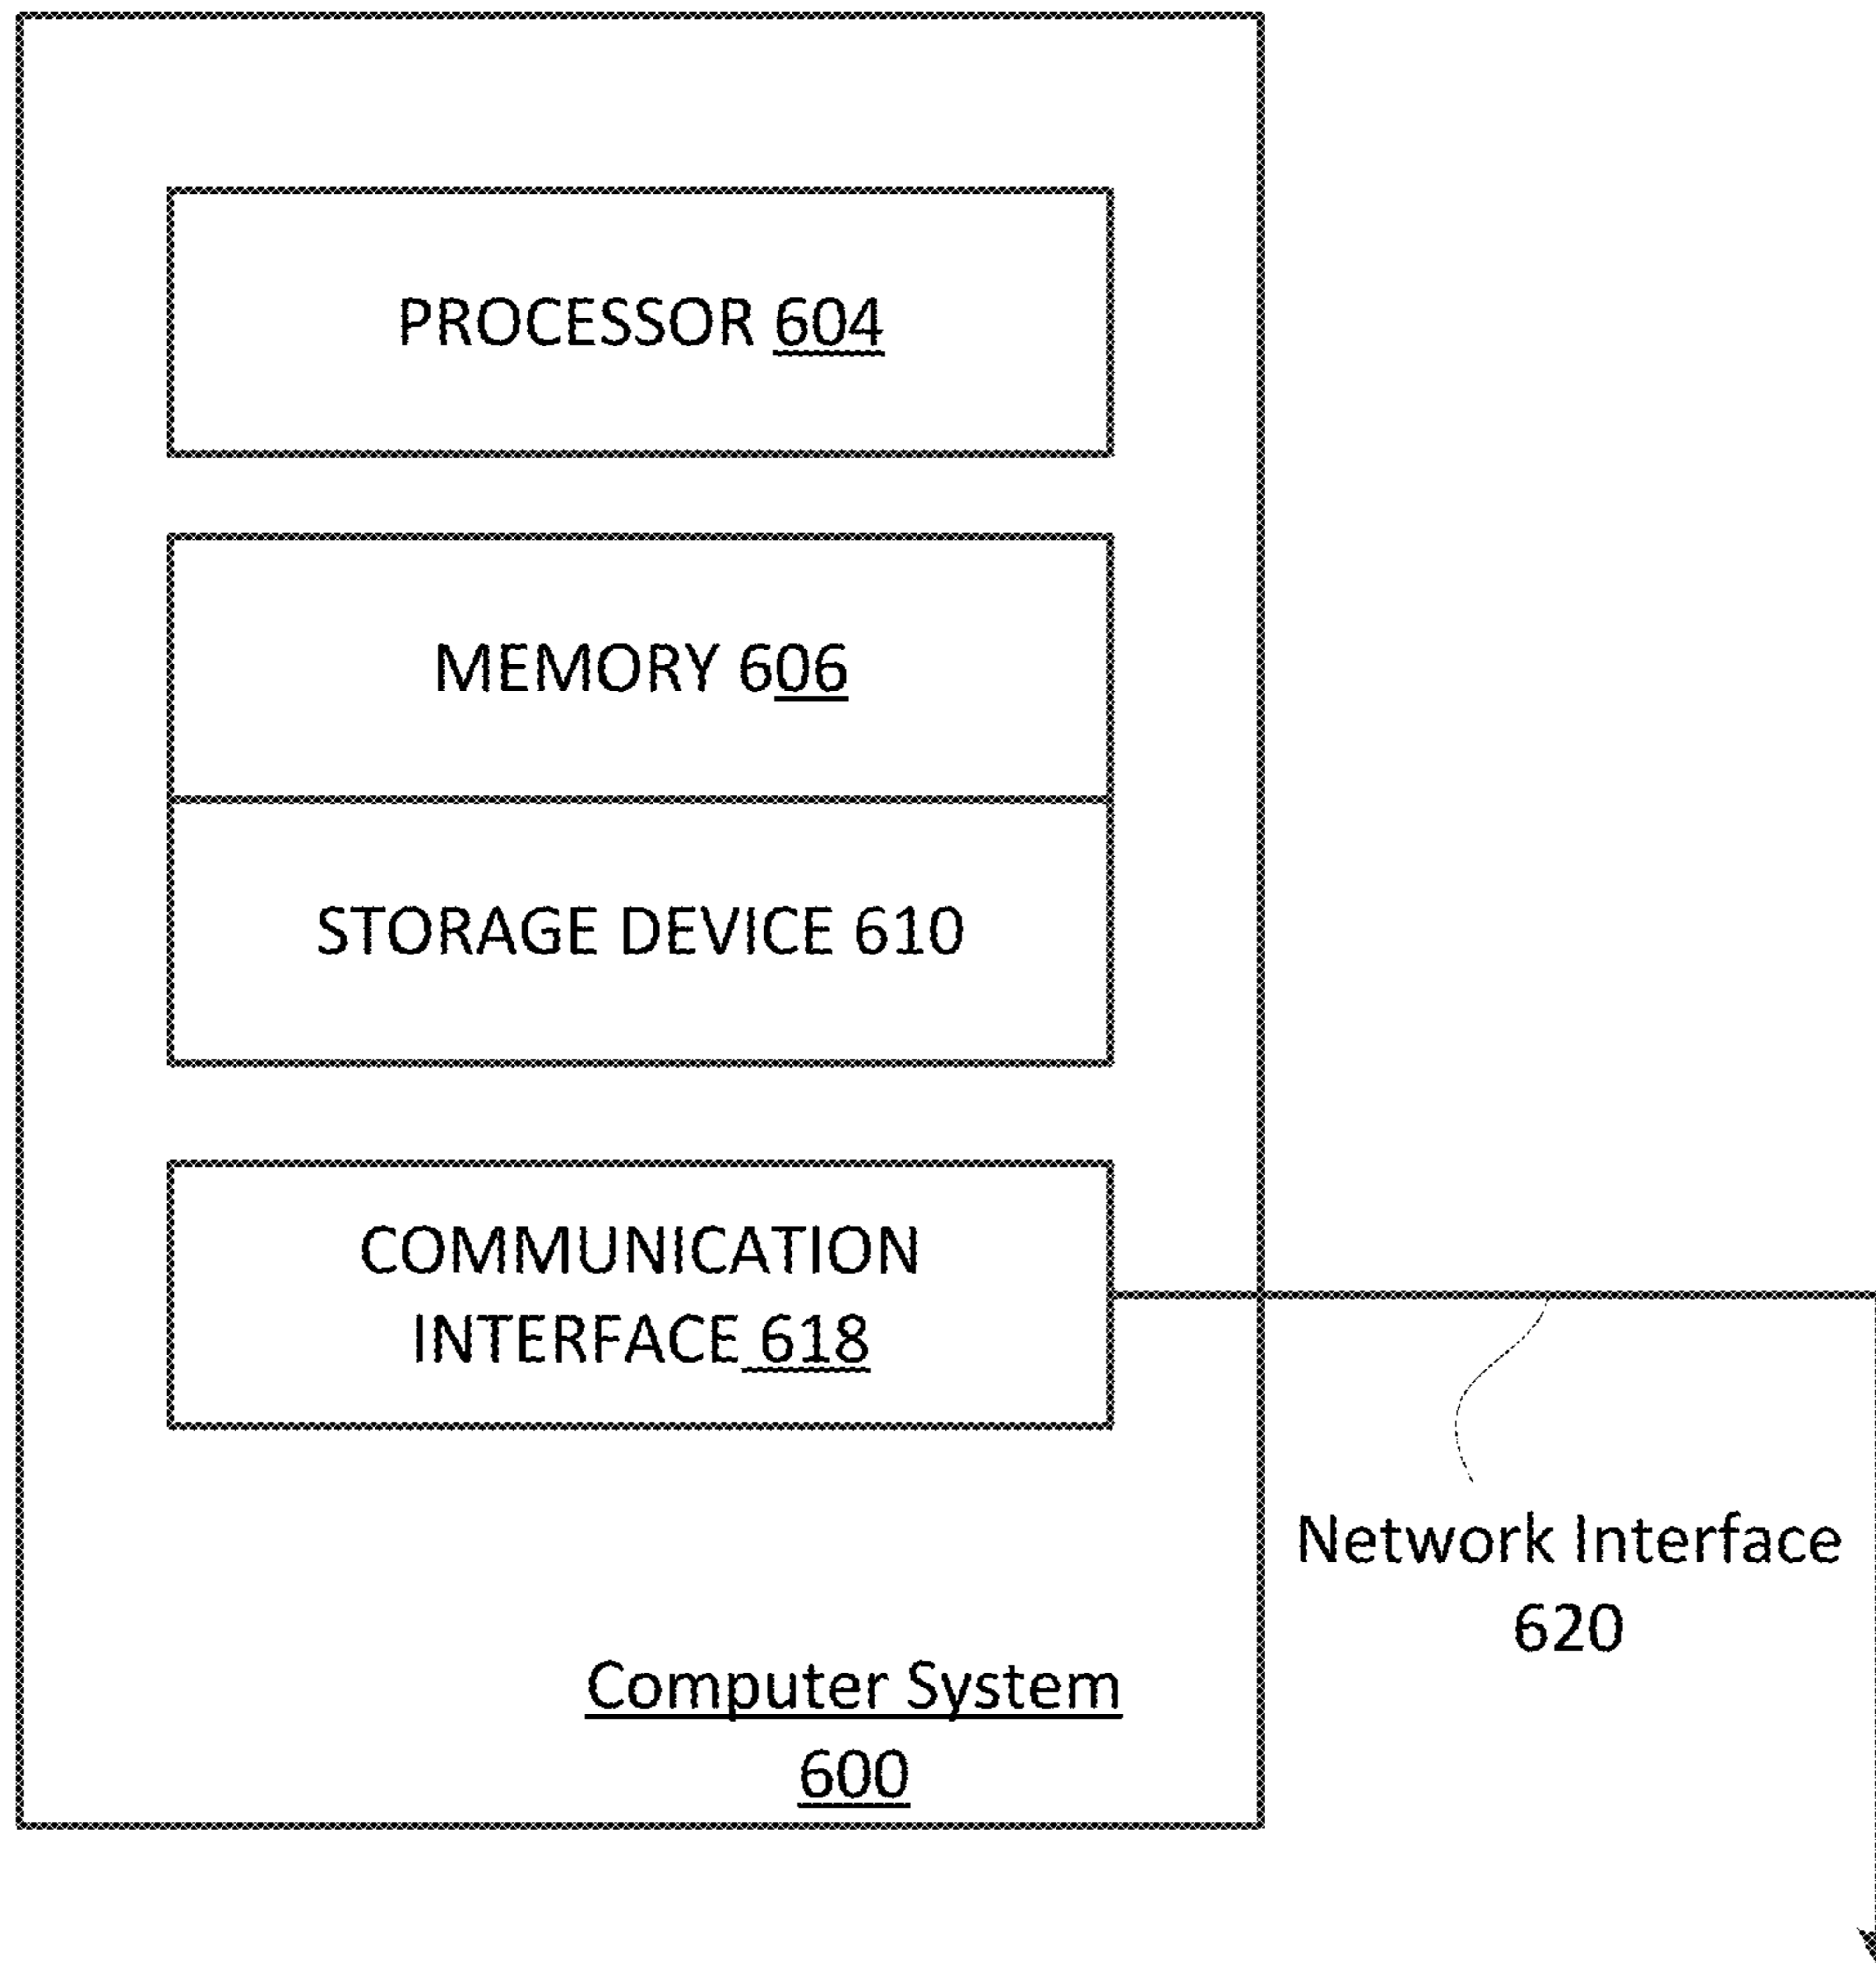 PROCESSOR 604
MEMORY 606
STORAGE DEVICE 610
COMMUNICATION
INTERFACE 618
Network Interface
620
Computer System
600